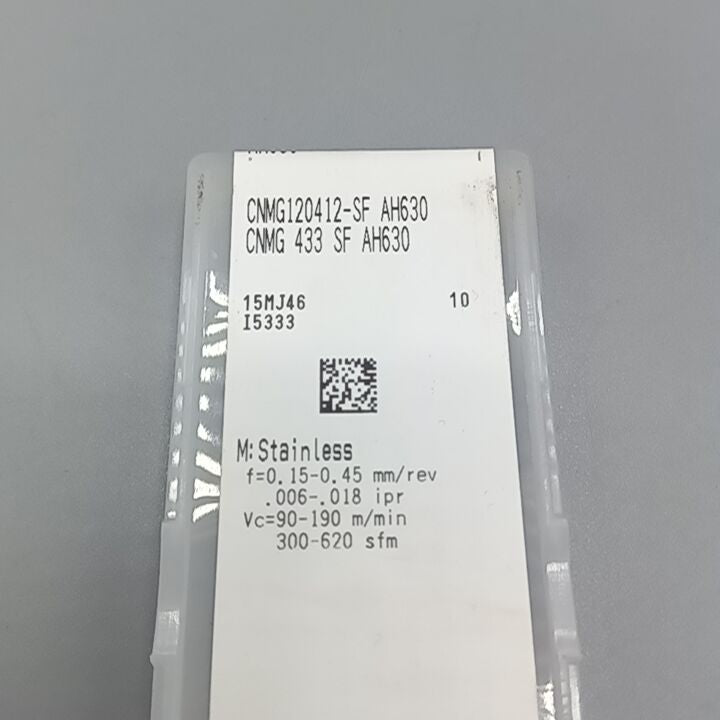 CNMG120412-SF AH630
CNMG 433 SF AH630
15MJ46 10
I5333
M:Stainless
f=0.15-0.45 mm/rev
.006-.018 ipr
Vc=90-190 m/min
300-620 sfm